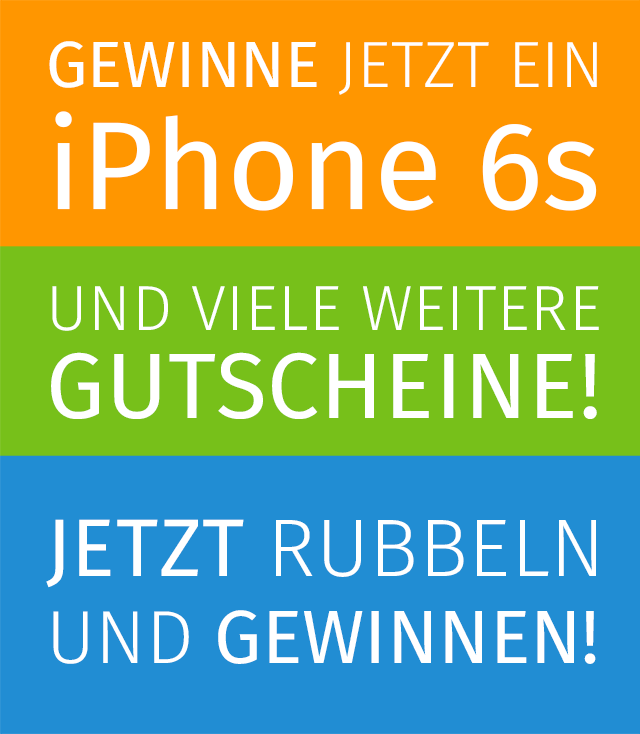 GEWINNE JETZT EIN
iPhone 6s
UND VIELE WEITERE
GUTSCHEINE!
JETZT RUBBELN
UND GEWINNEN!